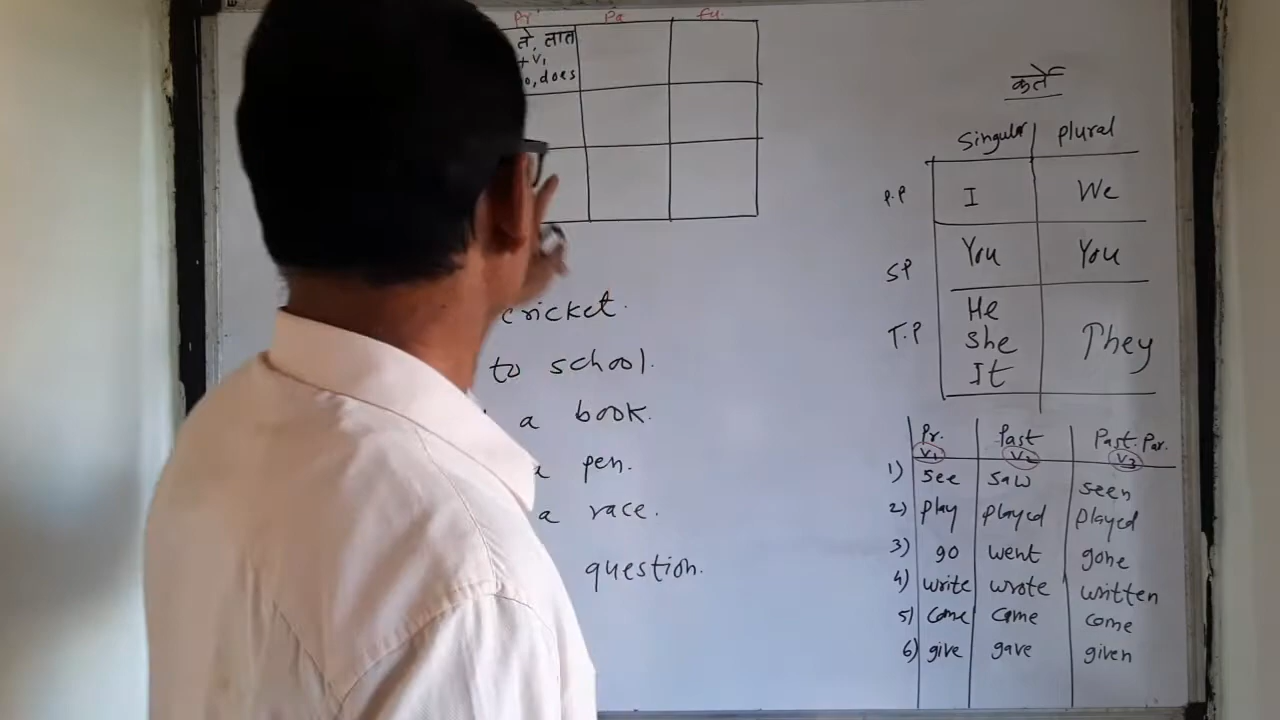 Pr Pa fu.
ते, तात
+ V₁
do, does
cricket.
to school.
a book.
a pen.
a race.
question.
कर्ते
Singular Plural
P.P I We
S P You You
He
T.P She They
It
Pr. Past Past. Par.
V₁ V₂ V₃
1) see saw seen
2) play played played
3) go went gone
4) write wrote written
5) come came come
6) give gave given